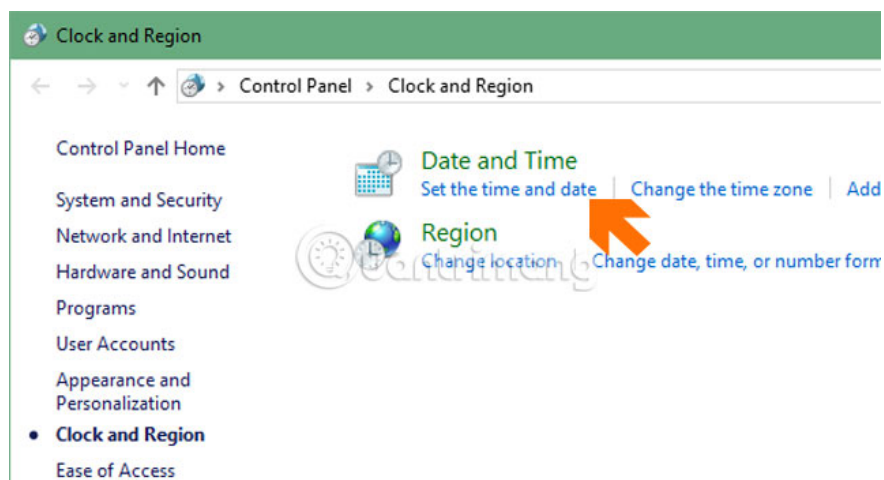 Clock and Region
Control Panel > Clock and Region
Control Panel Home
System and Security
Network and Internet
Hardware and Sound
Programs
User Accounts
Appearance and
Personalization
Clock and Region
Ease of Access
Date and Time
Set the time and date | Change the time zone | Add
Region
Change location Change date, time, or number form
Quantrimang